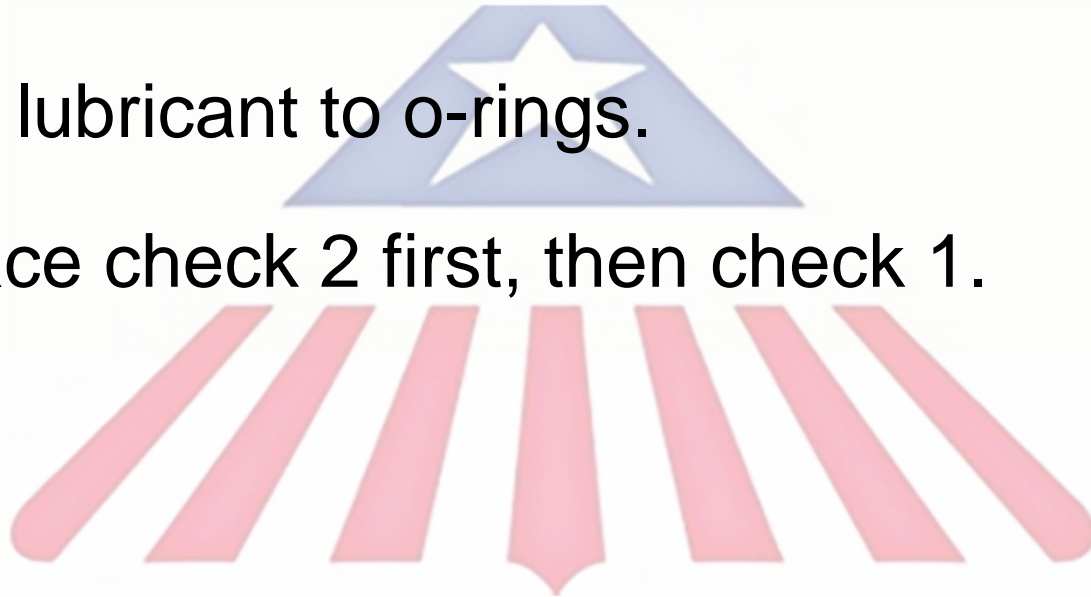 lubricant to o-rings.
ce check 2 first, then check 1.